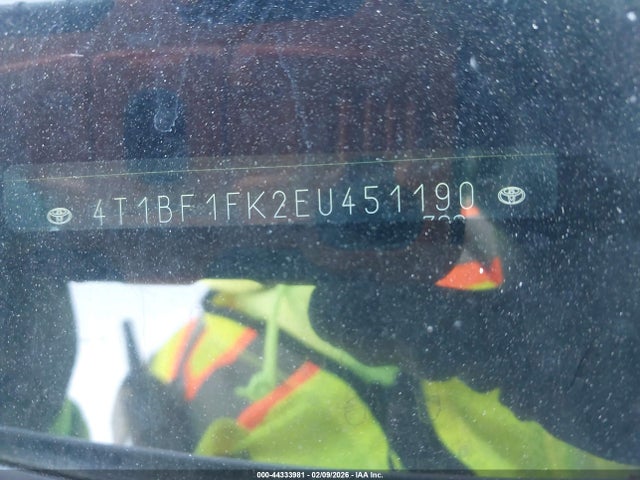 4T1BF1FK2EU451190
000-44333981 - 02/09/2026 - IAA Inc.